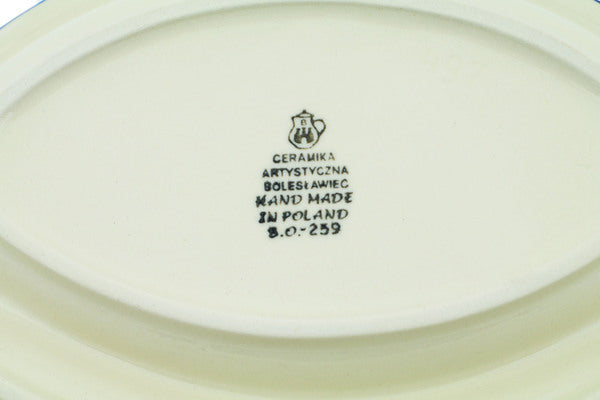 B
CERAMIKA
ARTYSTYCZNA
BOLESŁAWIEC
HAND MADE
IN POLAND
B.O.-259